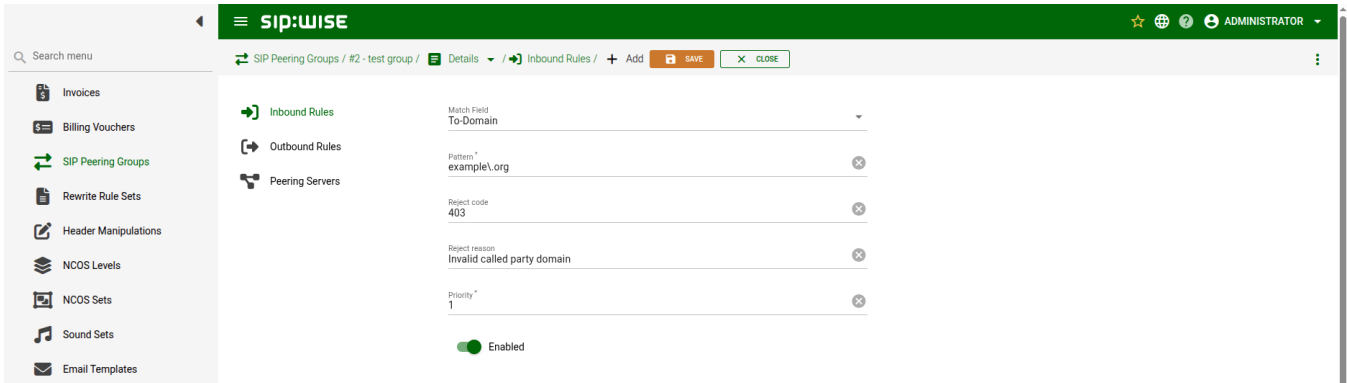 sip:wise
ADMINISTRATOR
Search menu
SIP Peering Groups / #2 - test group / Details / Inbound Rules / + Add SAVE X CLOSE
Invoices
Billing Vouchers
SIP Peering Groups
Rewrite Rule Sets
Header Manipulations
NCOS Levels
NCOS Sets
Sound Sets
Email Templates
Inbound Rules
Outbound Rules
Peering Servers
Match Field
To-Domain
Pattern *
example\.org
Reject code
403
Reject reason
Invalid called party domain
Priority *
1
Enabled